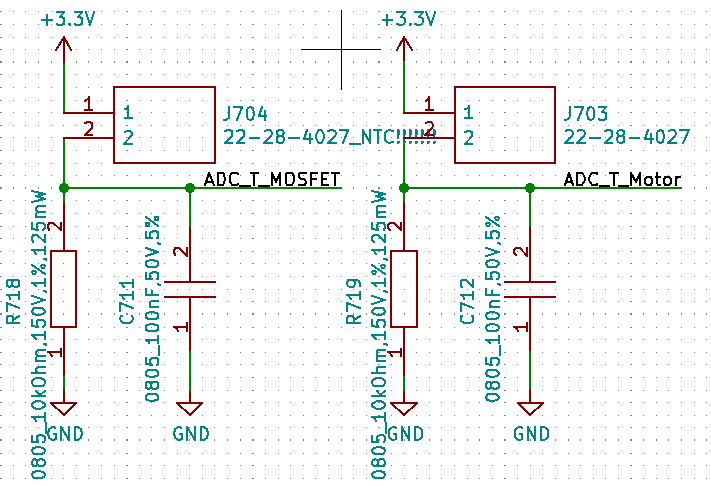 +3.3V
1
1
2
2
J704
22-28-4027_NTC!!!!!!!
ADC_T_MOSFET
R718
0805_10kOhm,150V,1%,125mW
2
1
GND
C711
0805_100nF,50V,5%
2
1
GND
+3.3V
1
1
2
2
J703
22-28-4027
ADC_T_Motor
R719
0805_10kOhm,150V,1%,125mW
2
1
GND
C712
0805_100nF,50V,5%
2
1
GND